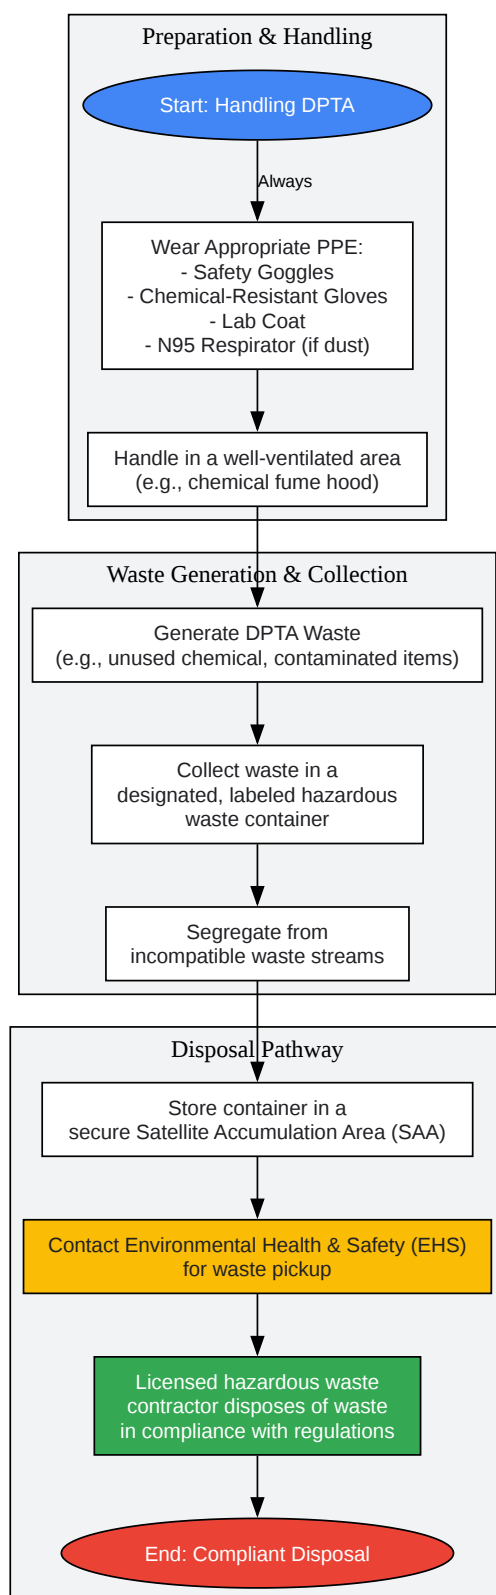 Preparation & Handling
Start: Handling DPTA
Always
Wear Appropriate PPE:
- Safety Goggles
- Chemical-Resistant Gloves
- Lab Coat
- N95 Respirator (if dust)
Handle in a well-ventilated area
(e.g., chemical fume hood)
Waste Generation & Collection
Generate DPTA Waste
(e.g., unused chemical, contaminated items)
Collect waste in a
designated, labeled hazardous
waste container
Segregate from
incompatible waste streams
Disposal Pathway
Store container in a
secure Satellite Accumulation Area (SAA)
Contact Environmental Health & Safety (EHS)
for waste pickup
Licensed hazardous waste
contractor disposes of waste
in compliance with regulations
End: Compliant Disposal